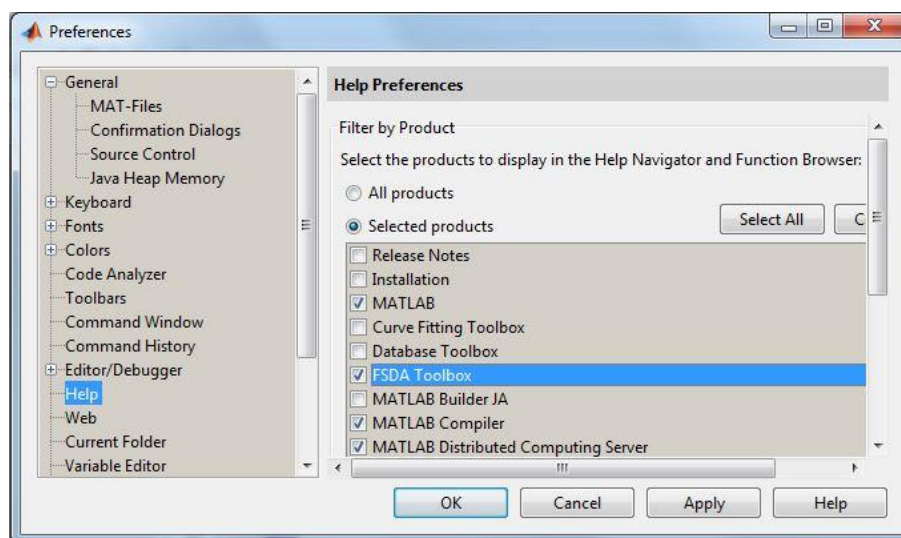 Preferences
General
MAT-Files
Confirmation Dialogs
Source Control
Java Heap Memory
Keyboard
Fonts
Colors
Code Analyzer
Toolbars
Command Window
Command History
Editor/Debugger
Help
Web
Current Folder
Variable Editor
Help Preferences
Filter by Product
Select the products to display in the Help Navigator and Function Browser:
All products
Selected products
Select All
C
Release Notes
Installation
MATLAB
Curve Fitting Toolbox
Database Toolbox
FSDA Toolbox
MATLAB Builder JA
MATLAB Compiler
MATLAB Distributed Computing Server
OK Cancel Apply Help